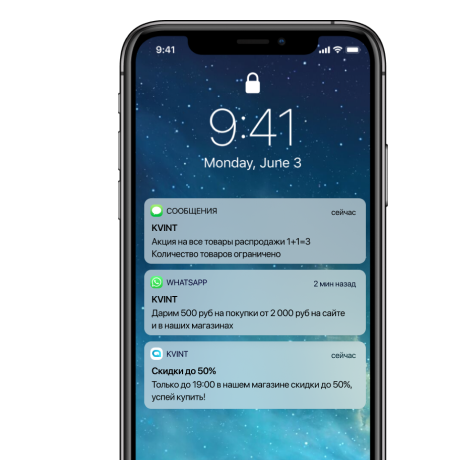 9:41
9:41
Monday, June 3
СООБЩЕНИЯ сейчас
KVINT
Акция на все товары распродажи 1+1=3
Количество товаров ограничено
WHATSAPP 2 мин назад
KVINT
Дарим 500 руб на покупки от 2 000 руб на сайте
и в наших магазинах
KVINT сейчас
Скидки до 50%
Только до 19:00 в нашем магазине скидки до 50%,
успей купить!